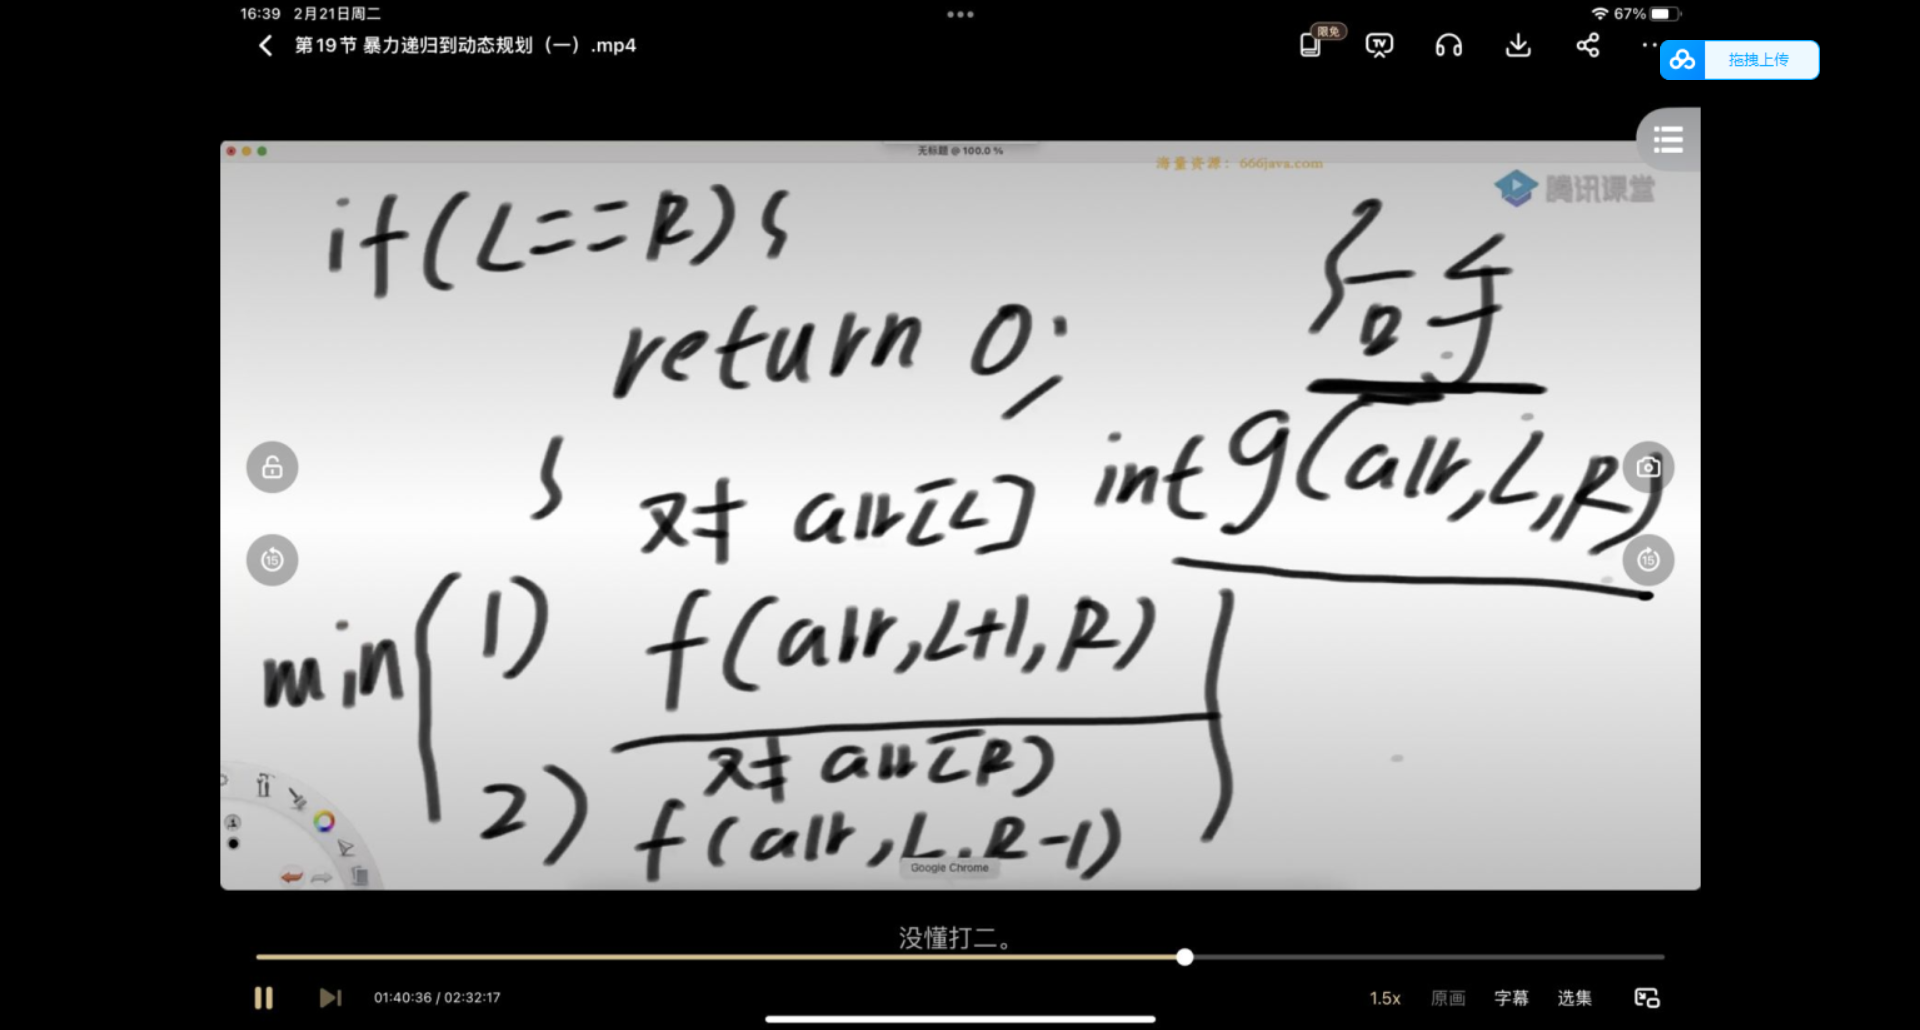 16:39 2月21日周二
67%
第19节 暴力递归到动态规划（一）.mp4
限免
TV
拖拽上传
无标题 @ 100.0 %
海量资源：666java.com
腾讯课堂
if(L==R){
后手
return 0;
}
int g(arr,L,R)
对 arr[L]
min{ 1) f(arr,L+1,R)
对 arr[R]
2) f(arr,L,R-1)
15
15
Google Chrome
没懂打二。
01:40:36 / 02:32:17
1.5x 原画 字幕 选集